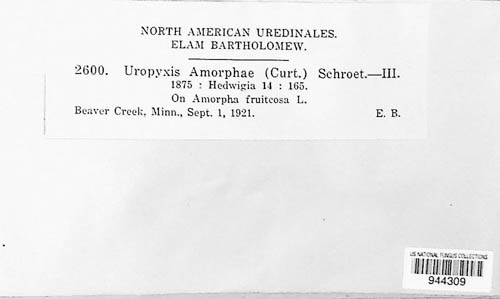 NORTH AMERICAN UREDINALES.
ELAM BARTHOLOMEW.
2600. Uropyxis Amorphae (Curt.) Schroet.—III.
1875 : Hedwigia 14 : 165.
On Amorpha fruitcosa L.
Beaver Creek, Minn., Sept. 1, 1921. E. B.
US NATIONAL FUNGUS COLLECTIONS
944309